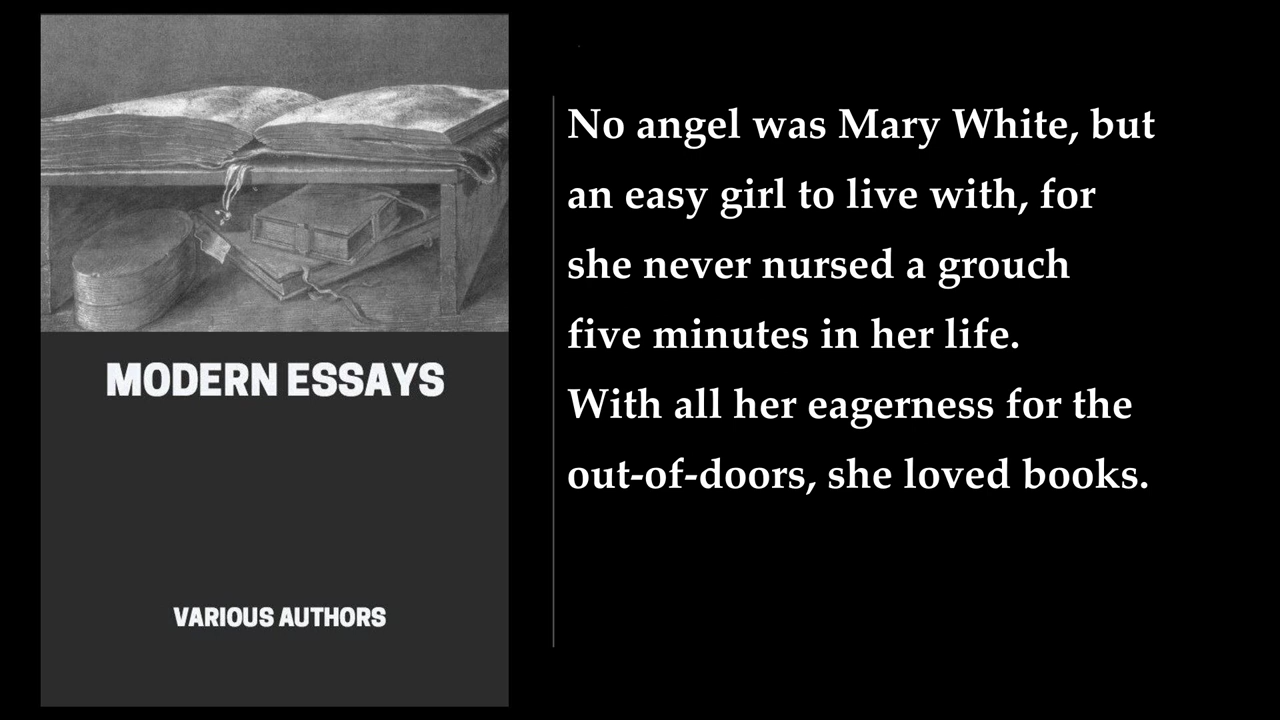 MODERN ESSAYS
VARIOUS AUTHORS
No angel was Mary White, but
an easy girl to live with, for
she never nursed a grouch
five minutes in her life.
With all her eagerness for the
out-of-doors, she loved books.